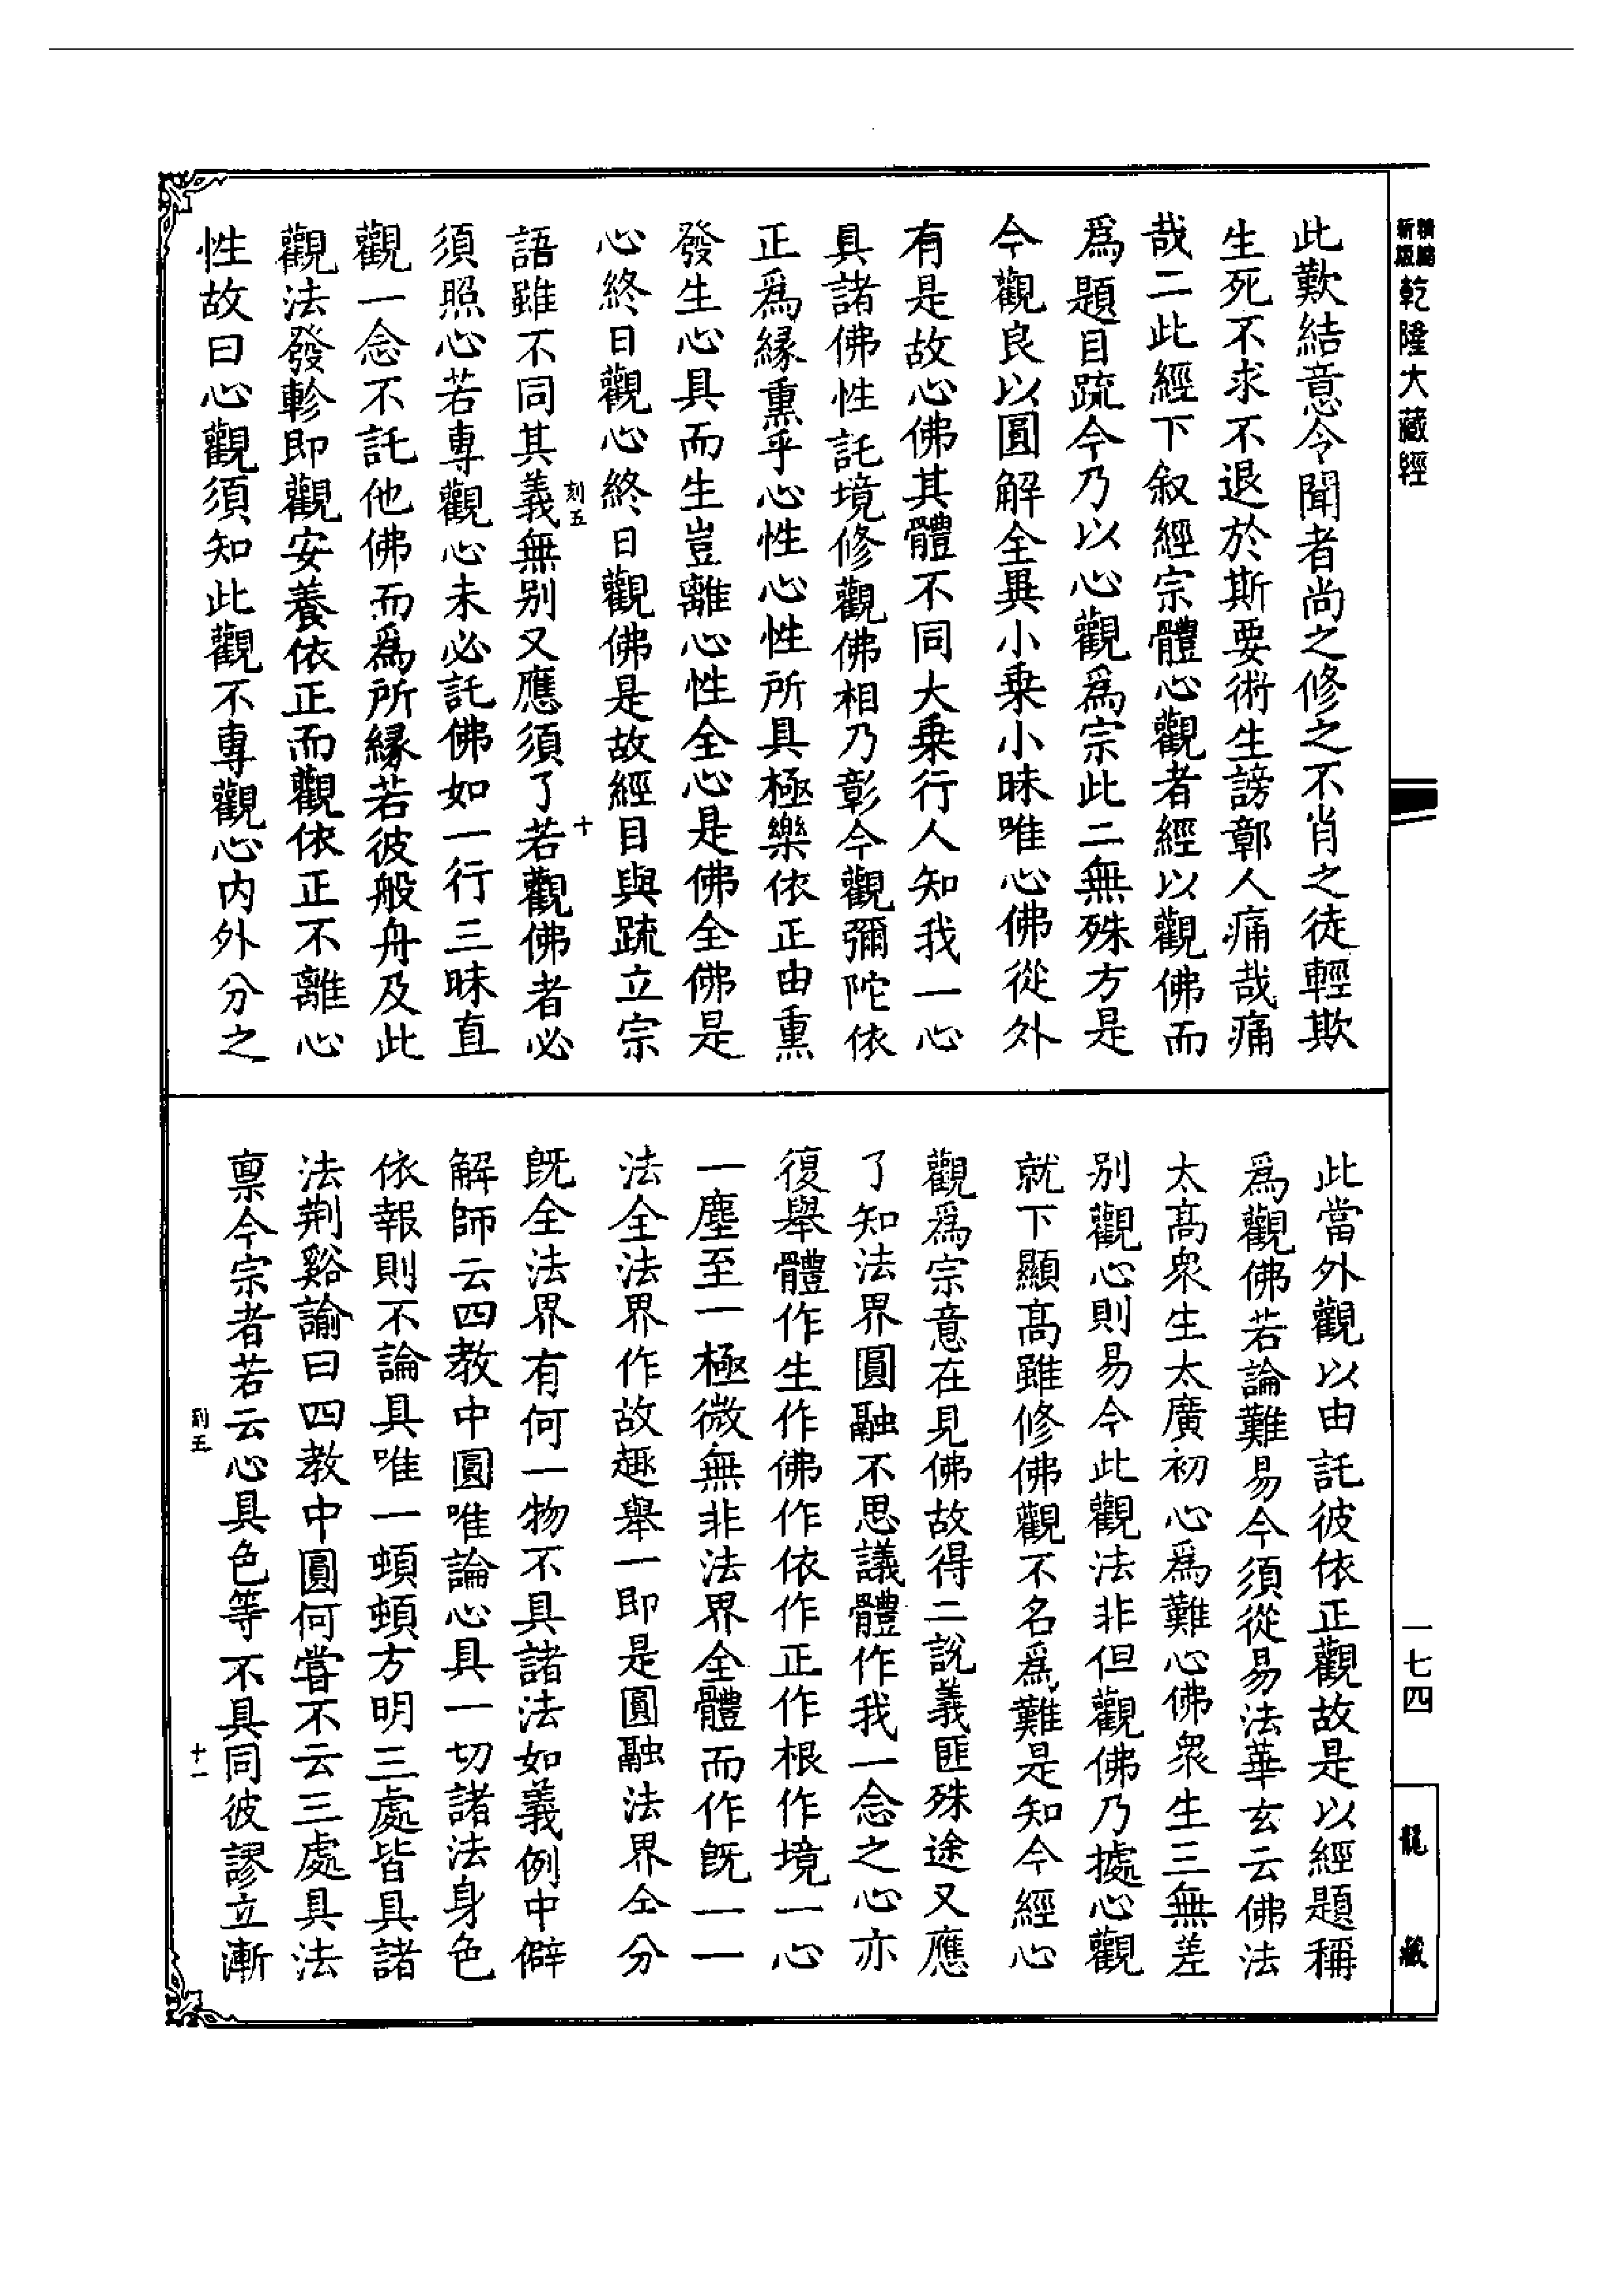 乾隆大藏經
一七四
龍藏
此歎結意令聞者尚之修之不肖之徒輕欺
生死不求不退於斯要術生謗鄣人痛哉痛
哉二此經下叙經宗體心觀者經以觀佛而
爲題目䟽今乃以心觀爲宗此二無殊方是
今觀良以圓解全異小乗小昧唯心佛從外
有是故心佛其體不同大乗行人知我一心
具諸佛性託境修觀佛相乃彰今觀彌陀依
正爲縁熏乎心性心性所具極樂依正由熏
發生心具而生豈離心性全心是佛全佛是
心終日觀心終日觀佛是故經目與䟽立宗
語雖不同其義無别又應須了若觀佛者必
刻五
十
須照心若專觀心未必託佛如一行三昧直
觀一念不託他佛而爲所縁若彼般舟及此
觀法發軫即觀安養依正而觀依正不離心
性故曰心觀須知此觀不專觀心内外分之
此當外觀以由託彼依正觀故是以經題稱
爲觀佛若論難易今須從易法華玄云佛法
太髙衆生太廣初心爲難心佛衆生三無差
别觀心則易今此觀法非但觀佛乃據心觀
就下顯髙雖修佛觀不名爲難是知今經心
觀爲宗意在見佛故得二說義匪殊途又應
了知法界圓融不思議體作我一念之心亦
復舉體作生作佛作依作正作根作境一心
一塵至一極微無非法界全體而作旣一一
法全法界作故趣舉一即是圓融法界全分
旣全法界有何一物不具諸法如義例中僻
解師云四教中圓唯論心具一切諸法身色
依報則不論具唯一頓頓方明三處皆具諸
法荆谿諭曰四教中圓何嘗不云三處具法
禀今宗者若云心具色等不具同彼謬立漸
刻五
十一